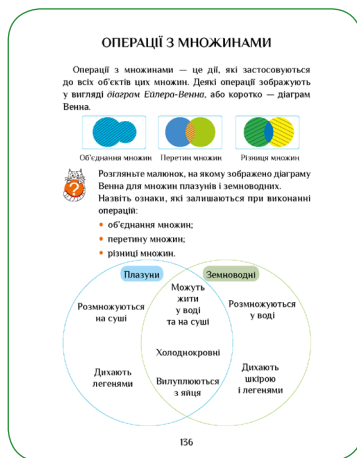 ОПЕРАЦІЇ З МНОЖИНАМИ
Операції з множинами — це дії, які застосовуються
до всіх об'єктів цих множин. Деякі операції зображують
у вигляді діаграм Ейлера-Венна, або коротко — діаграм
Венна.
Об'єднання множин
Перетин множин
Різниця множин
Розгляньте малюнок, на якому зображено діаграму
Венна для множин плазунів і земноводних.
Назвіть ознаки, які залишаються при виконанні
операцій:
• об'єднання множин;
• перетину множин;
• різниці множин.
Плазуни
Земноводні
Розмножуються
на суші
Дихають
легенями
Можуть
жити
у воді
та на суші
Холоднокровні
Вилуплюються
з яйця
Розмножуються
у воді
Дихають
шкірою
і легенями
136